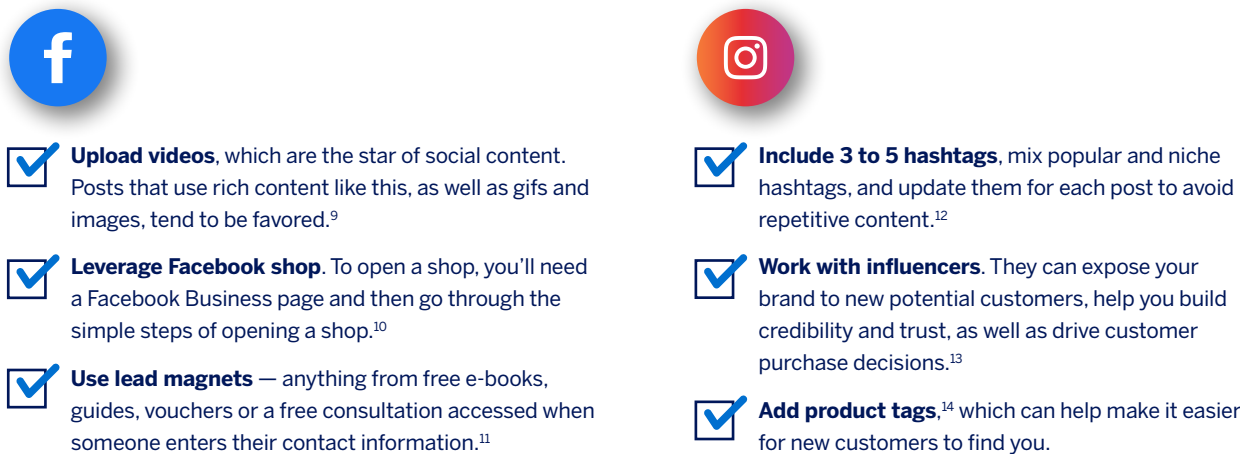 Upload videos, which are the star of social content.
Posts that use rich content like this, as well as gifs and
images, tend to be favored.9
Leverage Facebook shop. To open a shop, you'll need
a Facebook Business page and then go through the
simple steps of opening a shop.10
Use lead magnets — anything from free e-books,
guides, vouchers or a free consultation accessed when
someone enters their contact information.11
Include 3 to 5 hashtags, mix popular and niche
hashtags, and update them for each post to avoid
repetitive content.12
Work with influencers. They can expose your
brand to new potential customers, help you build
credibility and trust, as well as drive customer
purchase decisions.13
Add product tags,14 which can help make it easier
for new customers to find you.